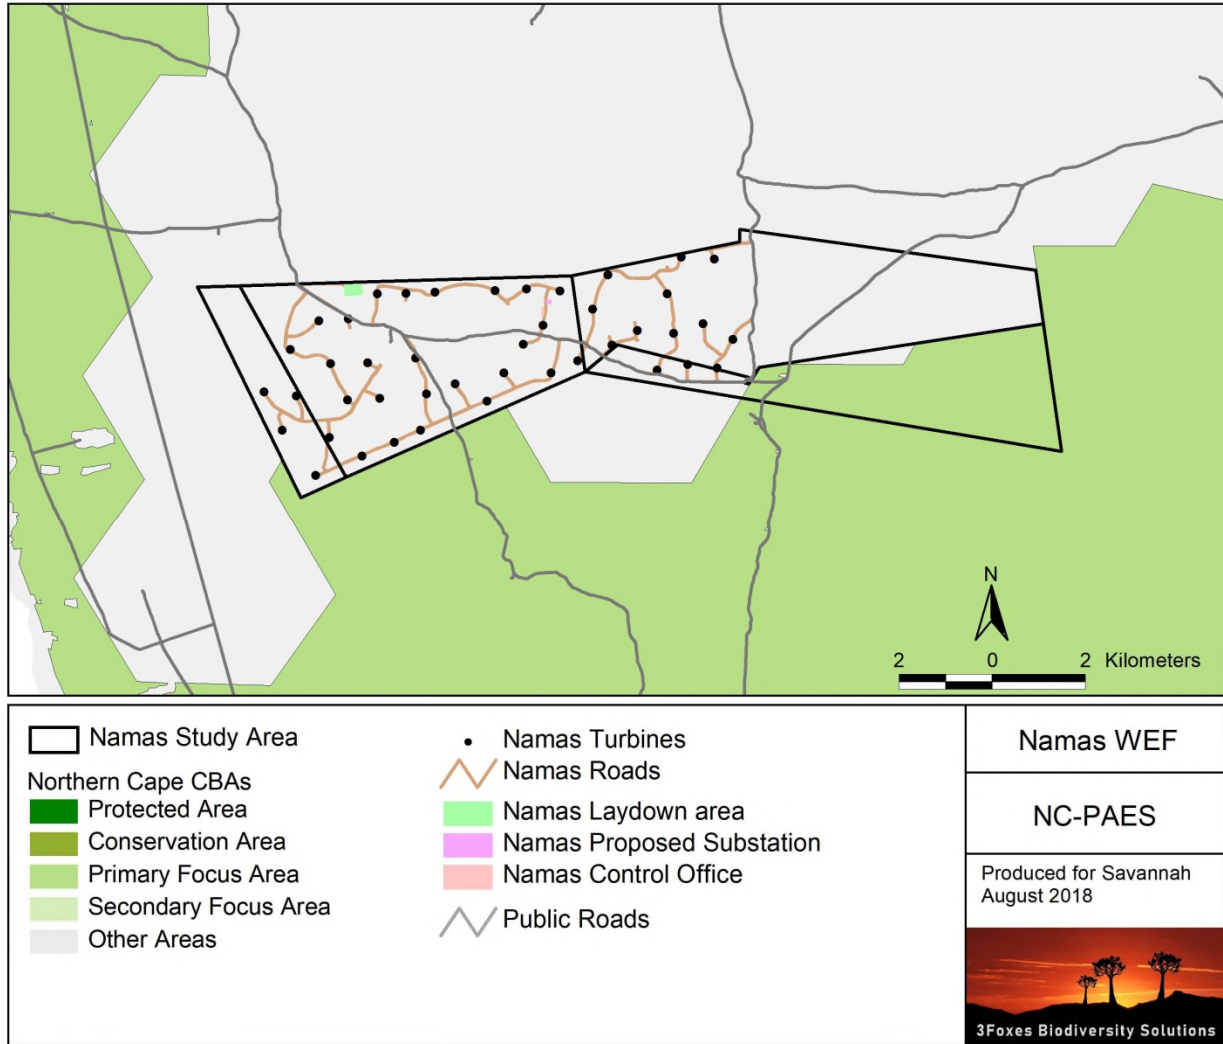 N
2 0 2 Kilometers
Namas Study Area
Northern Cape CBAs
Protected Area
Conservation Area
Primary Focus Area
Secondary Focus Area
Other Areas
Namas Turbines
Namas Roads
Namas Laydown area
Namas Proposed Substation
Namas Control Office
Public Roads
Namas WEF
NC-PAES
Produced for Savannah
August 2018
3Foxes Biodiversity Solutions